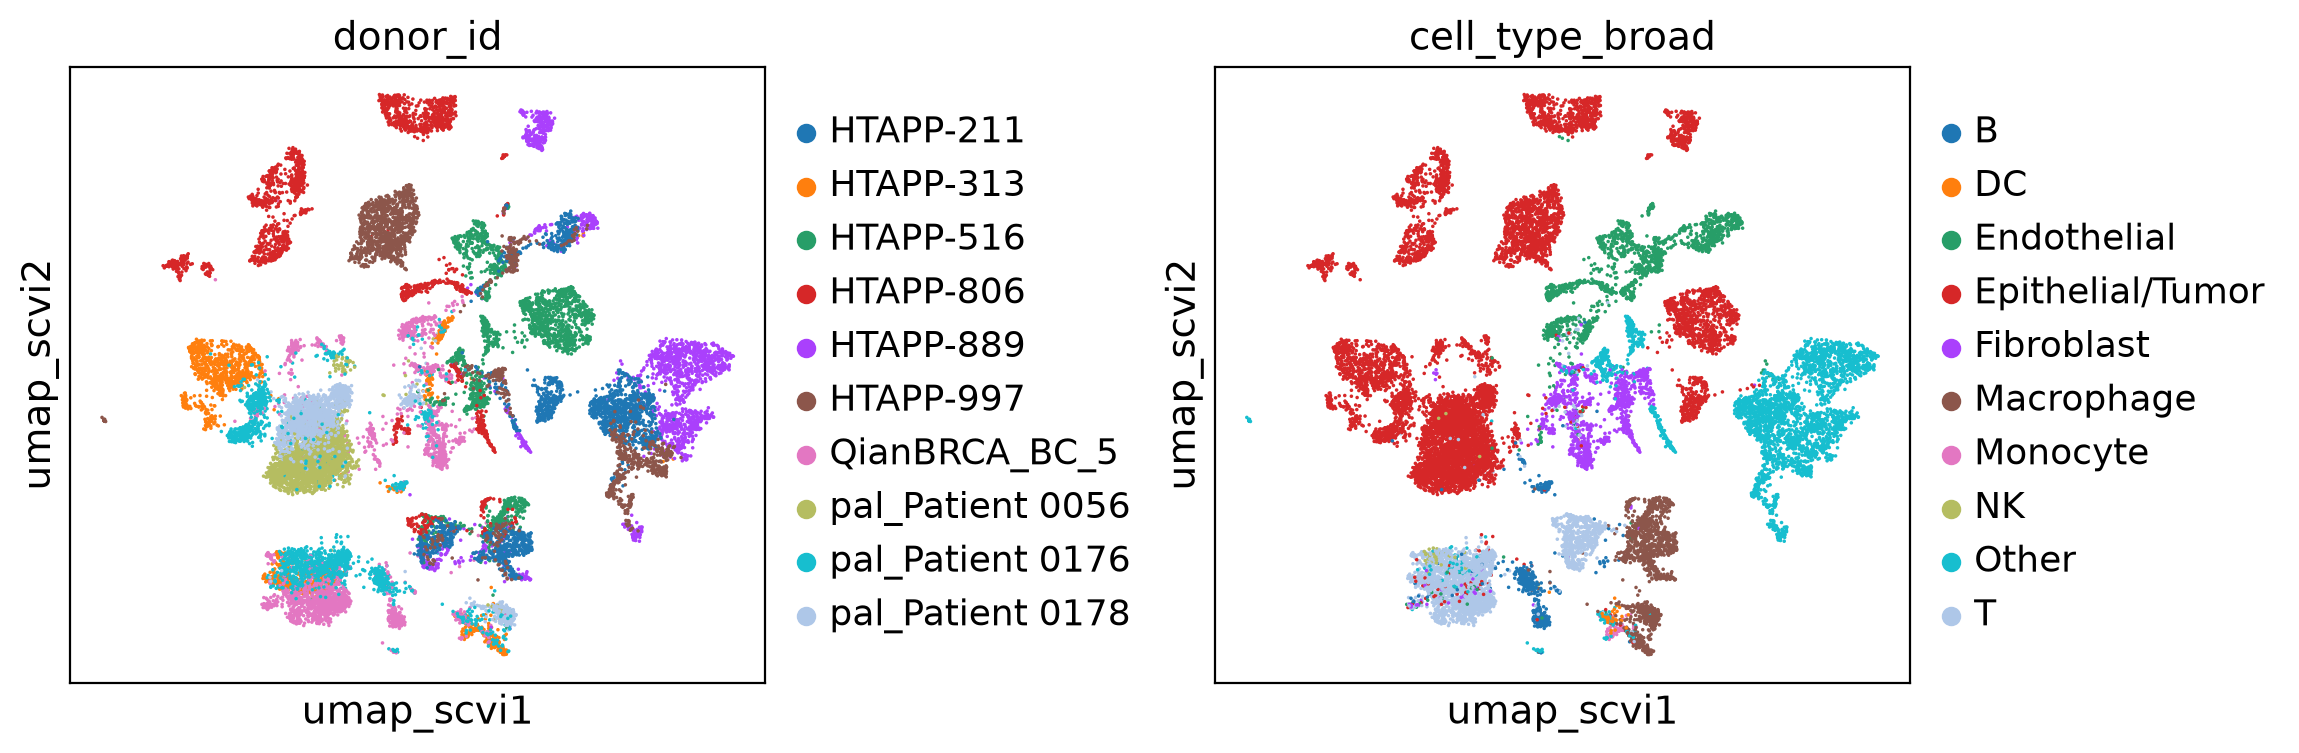 donor_id
umap_scvi2
umap_scvi1
HTAPP-211
HTAPP-313
HTAPP-516
HTAPP-806
HTAPP-889
HTAPP-997
QianBRCA_BC_5
pal_Patient 0056
pal_Patient 0176
pal_Patient 0178
cell_type_broad
umap_scvi2
umap_scvi1
B
DC
Endothelial
Epithelial/Tumor
Fibroblast
Macrophage
Monocyte
NK
Other
T